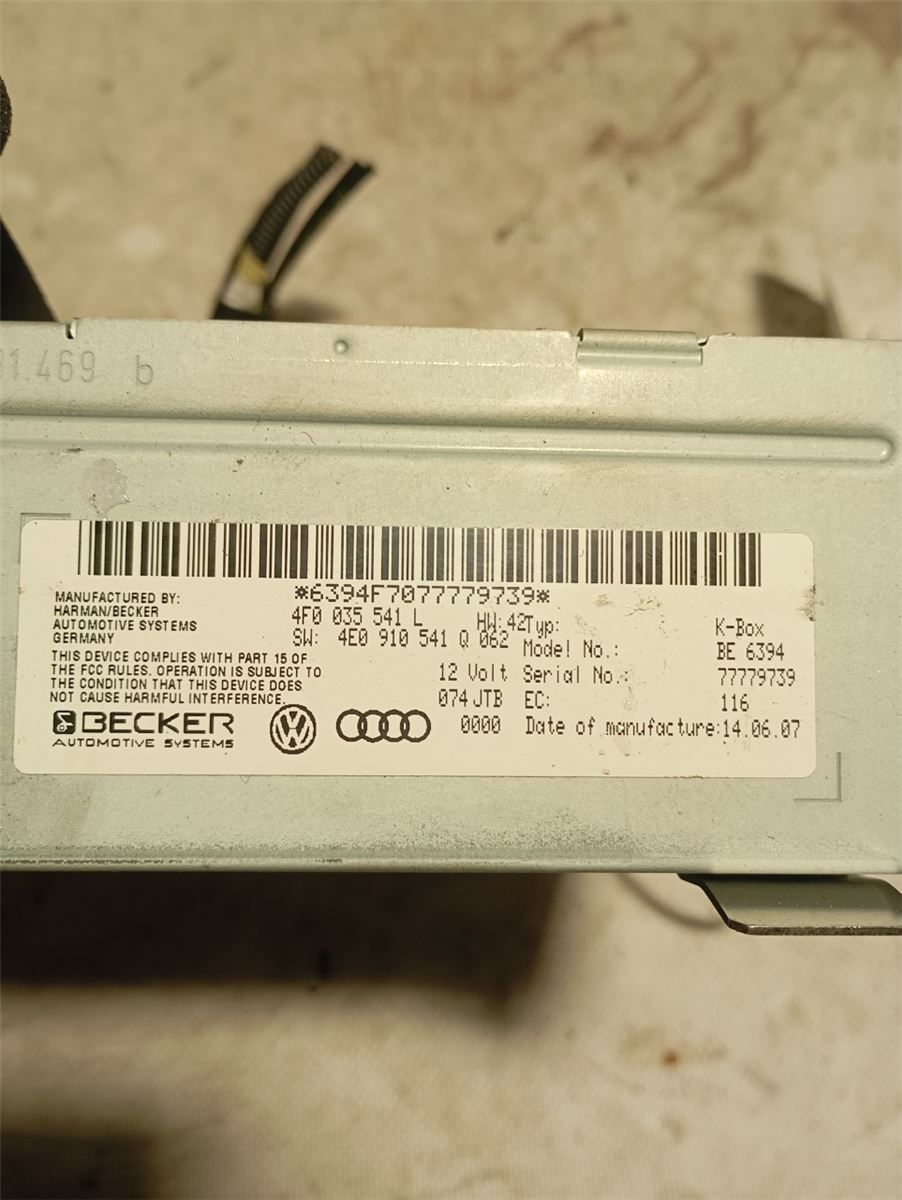 .469 b
*6394F7077779739*
MANUFACTURED BY:
HARMAN/BECKER
AUTOMOTIVE SYSTEMS
GERMANY
THIS DEVICE COMPLIES WITH PART 15 OF
THE FCC RULES. OPERATION IS SUBJECT TO
THE CONDITION THAT THIS DEVICE DOES
NOT CAUSE HARMFUL INTERFERENCE.
BECKER
AUTOMOTIVE SYSTEMS
4F0 035 541 L HW:42
SW: 4E0 910 541 Q 062
12 Volt
074 JTB
0000
Typ: K-Box
Model No.: BE 6394
Serial No.: 77779739
EC: 116
Date of manufacture:14.06.07